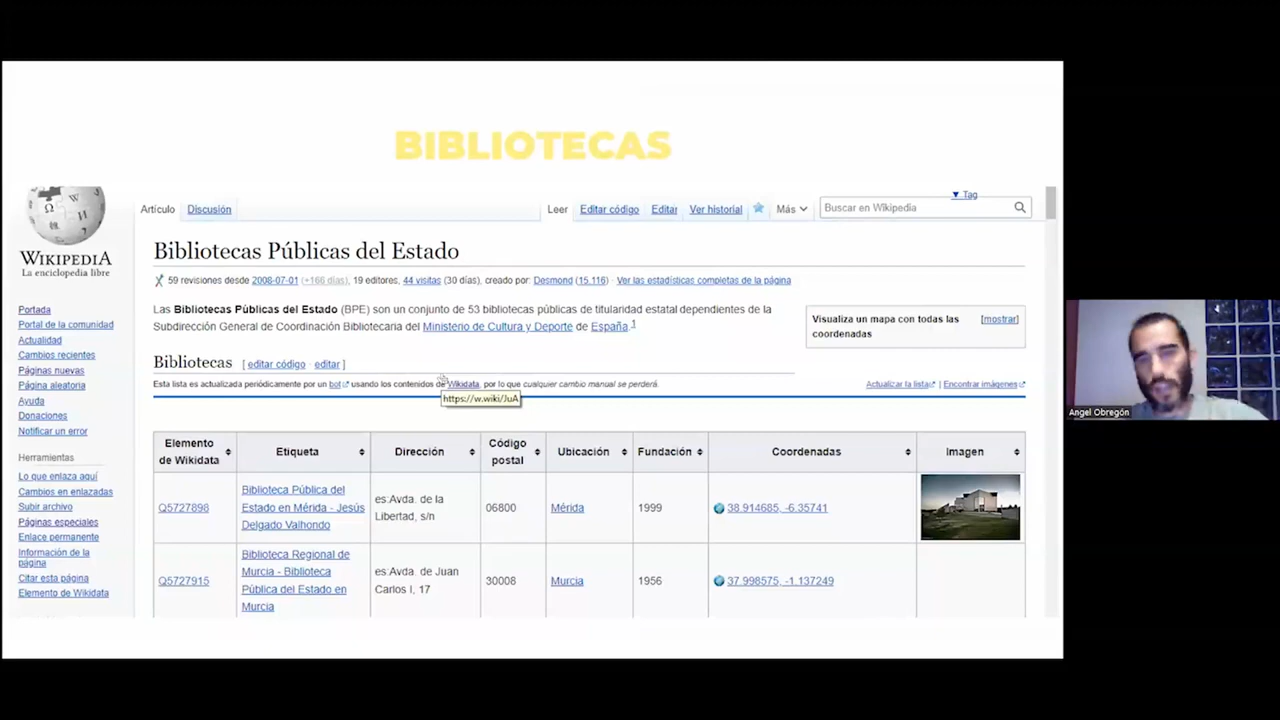 BIBLIOTECAS
▼ Tag
WIKIPEDIA
La enciclopedia libre
Portada
Portal de la comunidad
Actualidad
Cambios recientes
Páginas nuevas
Página aleatoria
Ayuda
Donaciones
Notificar un error
Herramientas
Lo que enlaza aquí
Cambios en enlazadas
Subir archivo
Páginas especiales
Enlace permanente
Información de la
página
Citar esta página
Elemento de Wikidata
Artículo Discusión Leer Editar código Editar Ver historial Más Buscar en Wikipedia
Bibliotecas Públicas del Estado
59 revisiones desde 2008-07-01 (+166 días), 19 editores, 44 visitas (30 días), creado por: Desmond (15.116) · Ver las estadísticas completas de la página
Las Bibliotecas Públicas del Estado (BPE) son un conjunto de 53 bibliotecas públicas de titularidad estatal dependientes de la
Subdirección General de Coordinación Bibliotecaria del Ministerio de Cultura y Deporte de España.1
Visualiza un mapa con todas las [mostrar]
coordenadas
Bibliotecas [ editar código · editar ]
Esta lista es actualizada periódicamente por un bot usando los contenidos de Wikidata, por lo que cualquier cambio manual se perderá. Actualizar la lista | Encontrar imágenes
https://w.wiki/JuA
Elemento de Wikidata Etiqueta Dirección Código postal Ubicación Fundación Coordenadas Imagen
Q5727898 Biblioteca Pública del Estado en Mérida - Jesús Delgado Valhondo es:Avda. de la Libertad, s/n 06800 Mérida 1999 38.914685, -6.35741
Q5727915 Biblioteca Regional de Murcia - Biblioteca Pública del Estado en Murcia es:Avda. de Juan Carlos I, 17 30008 Murcia 1956 37.998575, -1.137249
Angel Obregón